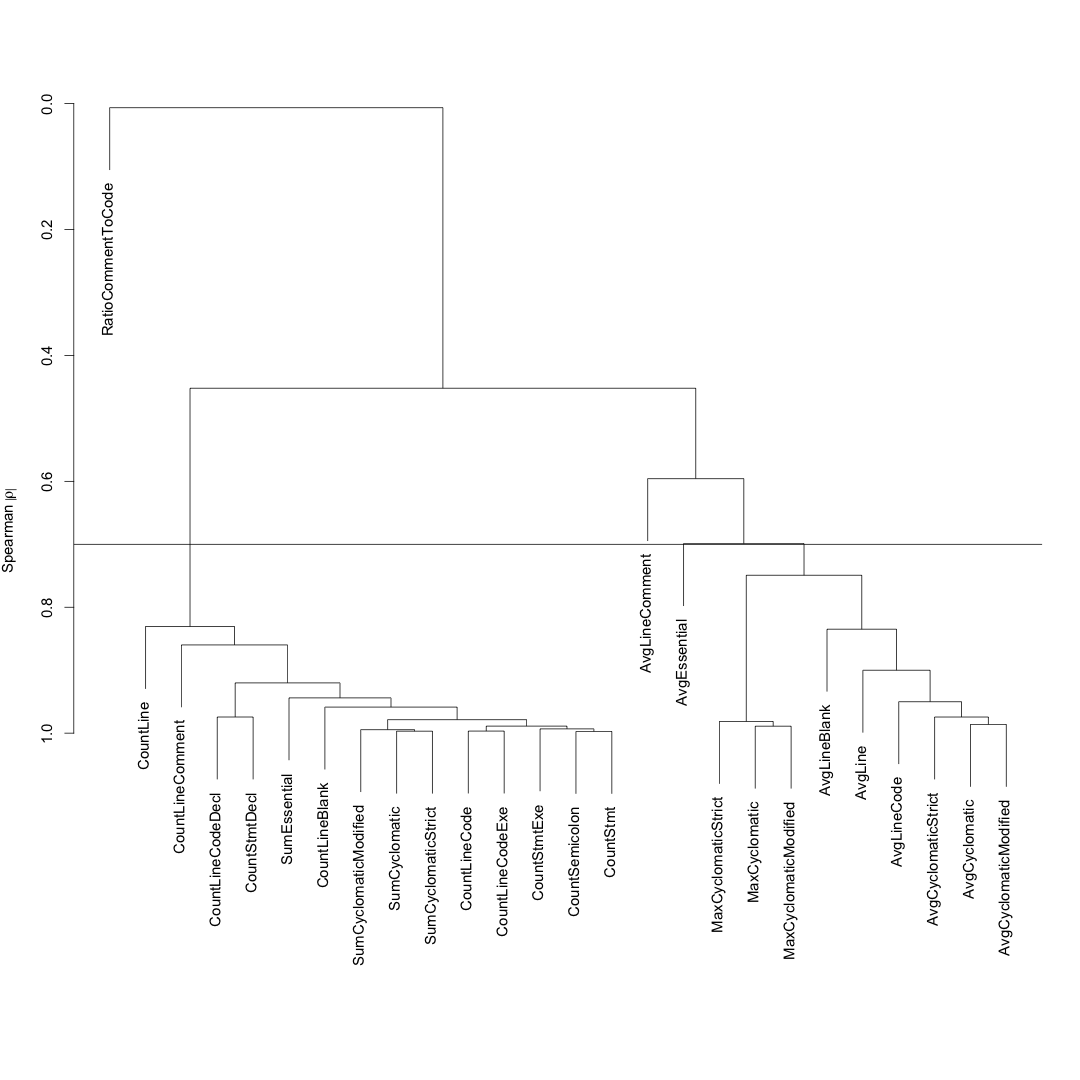 Spearman |ρ|
0.0
0.2
0.4
0.6
0.8
1.0
RatioCommentToCode
CountLine
CountLineComment
CountLineCodeDecl
CountStmtDecl
SumEssential
CountLineBlank
SumCyclomaticModified
SumCyclomatic
SumCyclomaticStrict
CountLineCode
CountLineCodeExe
CountStmtExe
CountSemicolon
CountStmt
AvgLineComment
AvgEssential
MaxCyclomaticStrict
MaxCyclomatic
MaxCyclomaticModified
AvgLineBlank
AvgLine
AvgLineCode
AvgCyclomaticStrict
AvgCyclomatic
AvgCyclomaticModified